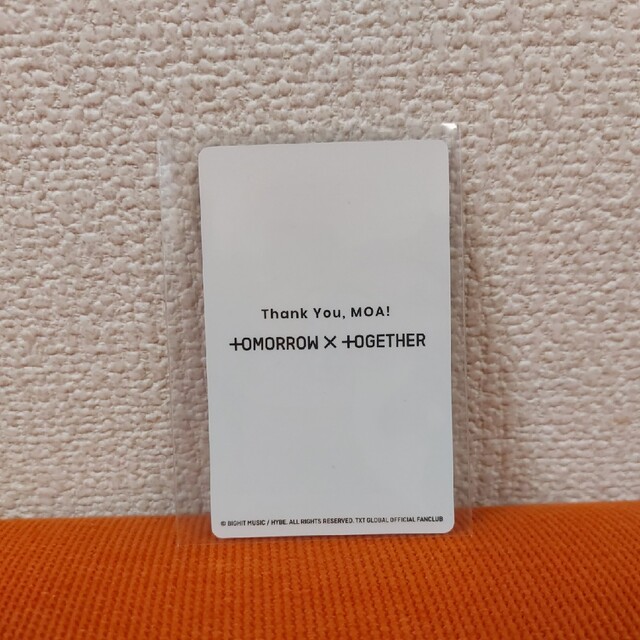 Thank You, MOA!
TOMORROW X TOGETHER
© BIGHIT MUSIC / HYBE. ALL RIGHTS RESERVED. TXT GLOBAL OFFICIAL FANCLUB